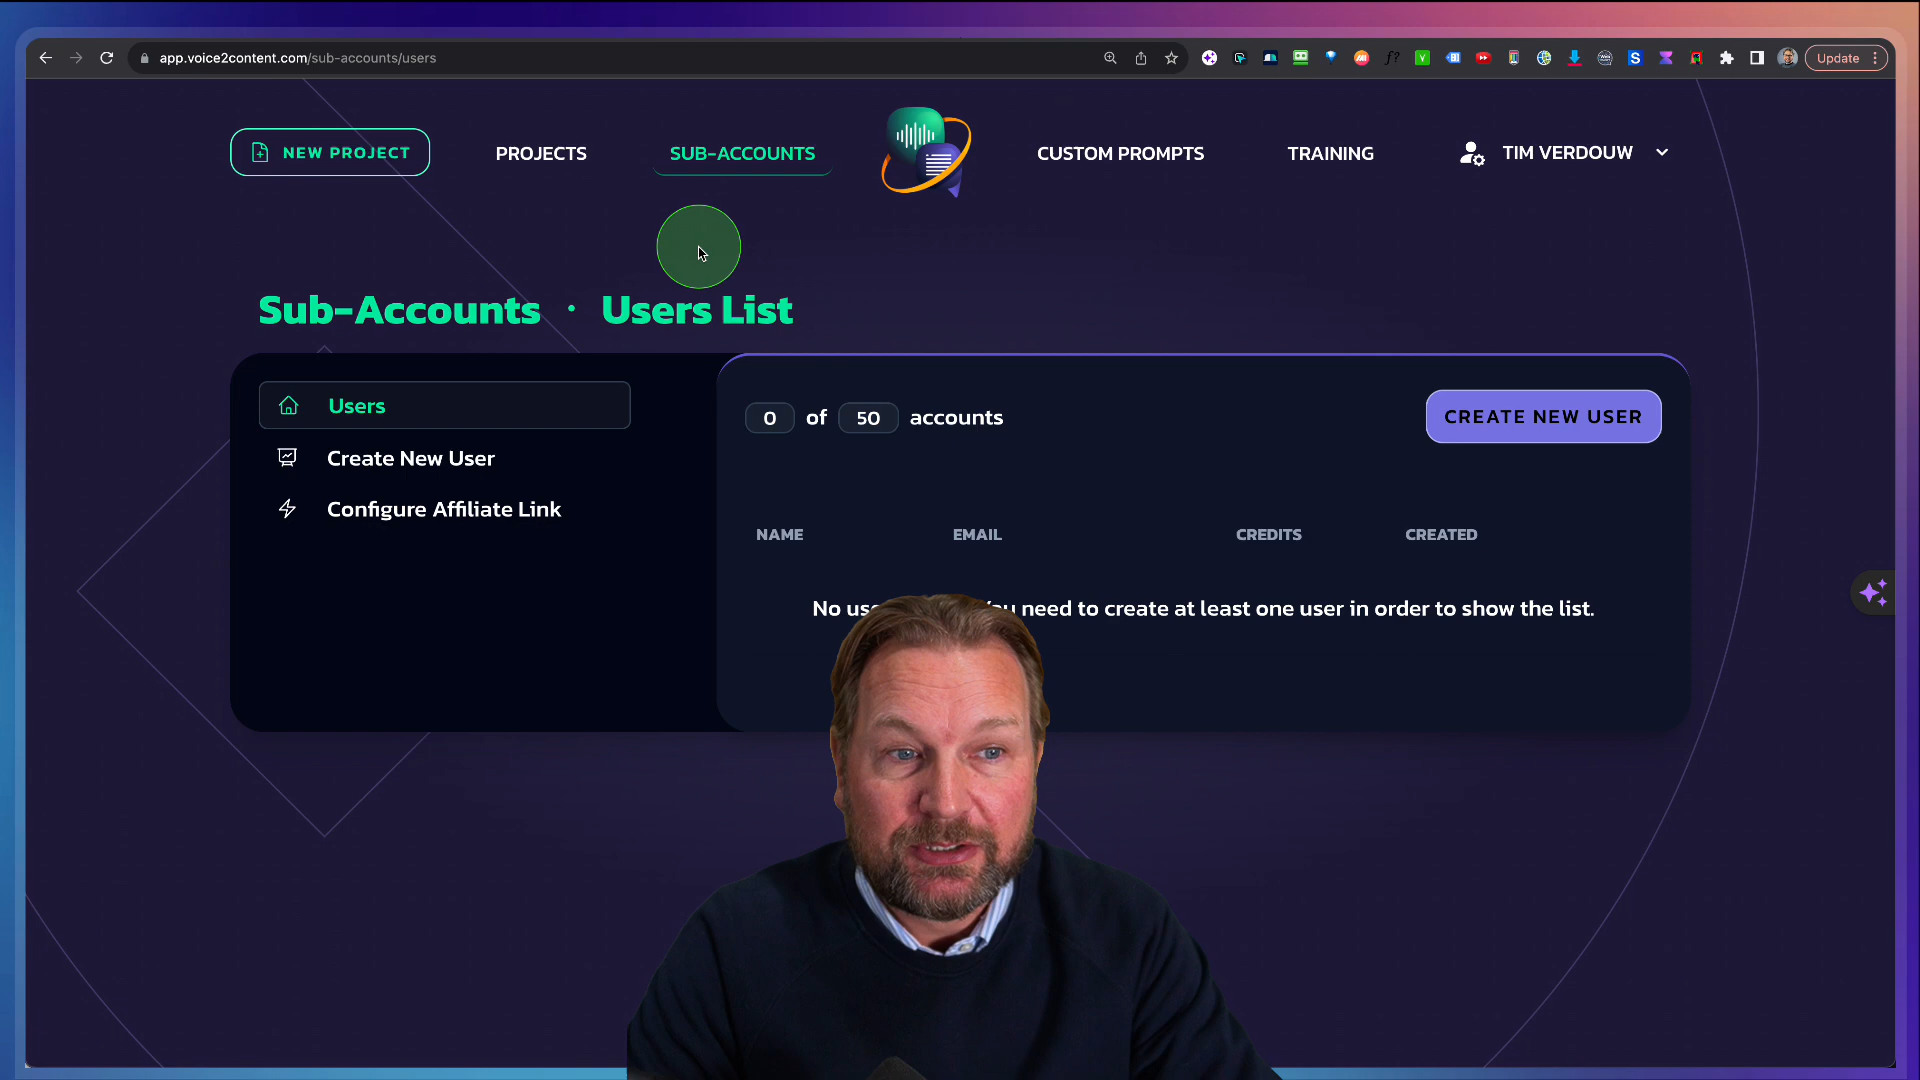 app.voice2content.com/sub-accounts/users
Update
NEW PROJECT
PROJECTS
SUB-ACCOUNTS
CUSTOM PROMPTS
TRAINING
TIM VERDOUW
Sub-Accounts · Users List
Users
Create New User
Configure Affiliate Link
0 of 50 accounts
CREATE NEW USER
NAME EMAIL CREDITS CREATED
No need to create at least one user in order to show the list.